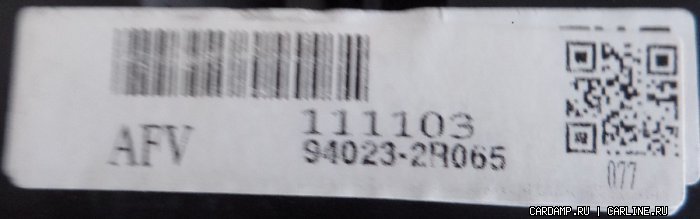 111103
AFV
94023-2R065
077
CARDAMP.RU | CARLINE.RU